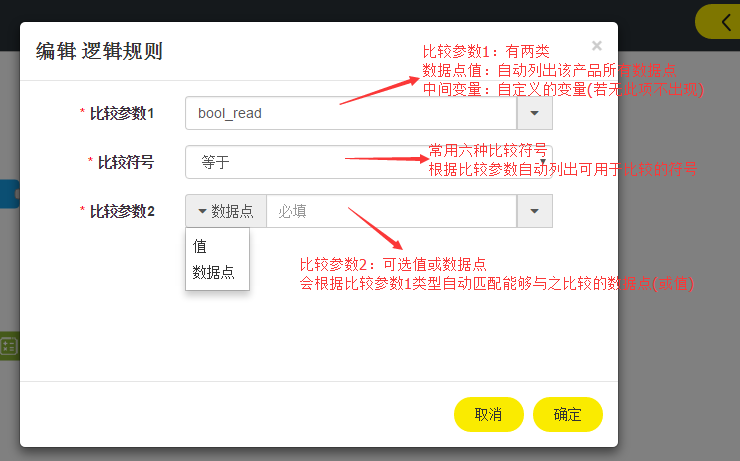 编辑 逻辑规则
×
比较参数1：有两类
数据点值：自动列出该产品所有数据点
中间变量：自定义的变量(若无此项不出现)
* 比较参数1
bool_read
* 比较符号
等于
常用六种比较符号
根据比较参数自动列出可用于比较的符号
* 比较参数2
数据点
必填
值
数据点
比较参数2：可选值或数据点
会根据比较参数1类型自动匹配能够与之比较的数据点(或值)
取消
确定